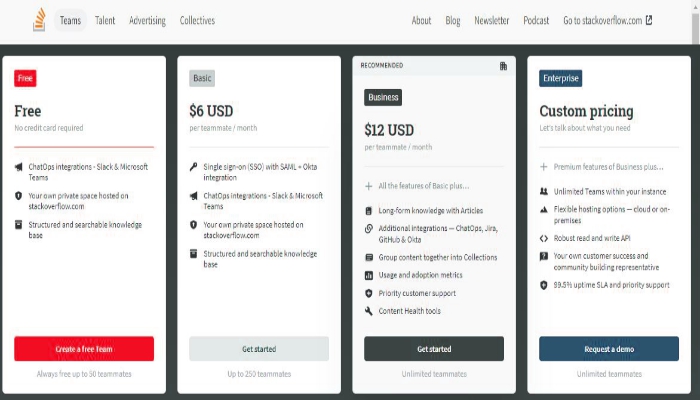 Teams Talent Advertising Collectives About Blog Newsletter Podcast Go to stackoverflow.com
Free
Free
No credit card required
ChatOps integrations - Slack & Microsoft
Teams
Your own private space hosted on
stackoverflow.com
Structured and searchable knowledge
base
Create a free Team
Always free up to 50 teammates
Basic
$6 USD
per teammate / month
Single sign-on (SSO) with SAML + Okta
integration
ChatOps integrations - Slack & Microsoft
Teams
Your own private space hosted on
stackoverflow.com
Structured and searchable knowledge
base
Get started
Up to 250 teammates
RECOMMENDED
Business
$12 USD
per teammate / month
All the features of Basic plus...
Long-form knowledge with Articles
Additional integrations — ChatOps, Jira,
GitHub & Okta
Group content together into Collections
Usage and adoption metrics
Priority customer support
Content Health tools
Get started
Unlimited teammates
Enterprise
Custom pricing
Let's talk about what you need
Premium features of Business plus...
Unlimited Teams within your instance
Flexible hosting options — cloud or on-
premises
Robust read and write API
Your own customer success and
community building representative
99.5% uptime SLA and priority support
Request a demo
Unlimited teammates